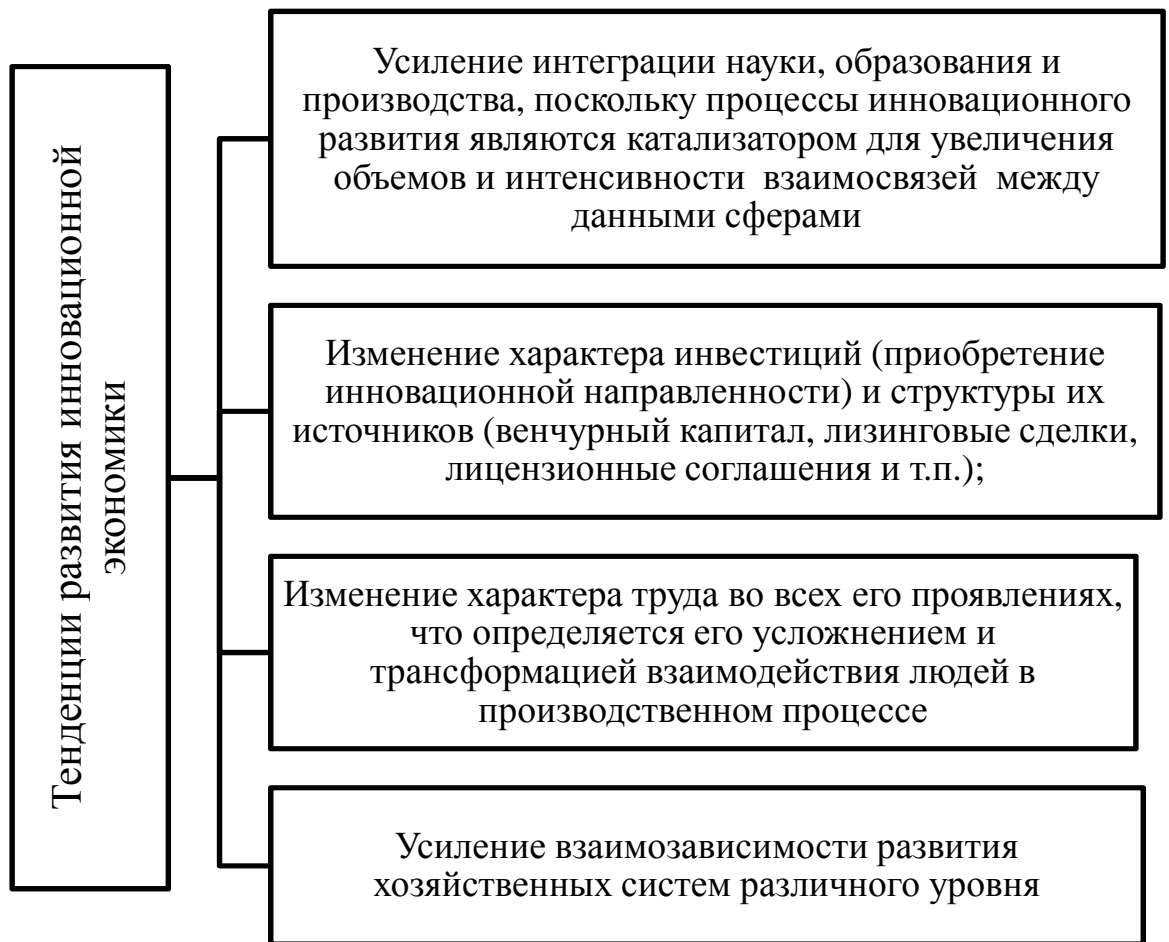 Тенденции развития инновационной
экономики
Усиление интеграции науки, образования и
производства, поскольку процессы инновационного
развития являются катализатором для увеличения
объемов и интенсивности взаимосвязей между
данными сферами
Изменение характера инвестиций (приобретение
инновационной направленности) и структуры их
источников (венчурный капитал, лизинговые сделки,
лицензионные соглашения и т.п.);
Изменение характера труда во всех его проявлениях,
что определяется его усложнением и
трансформацией взаимодействия людей в
производственном процессе
Усиление взаимозависимости развития
хозяйственных систем различного уровня